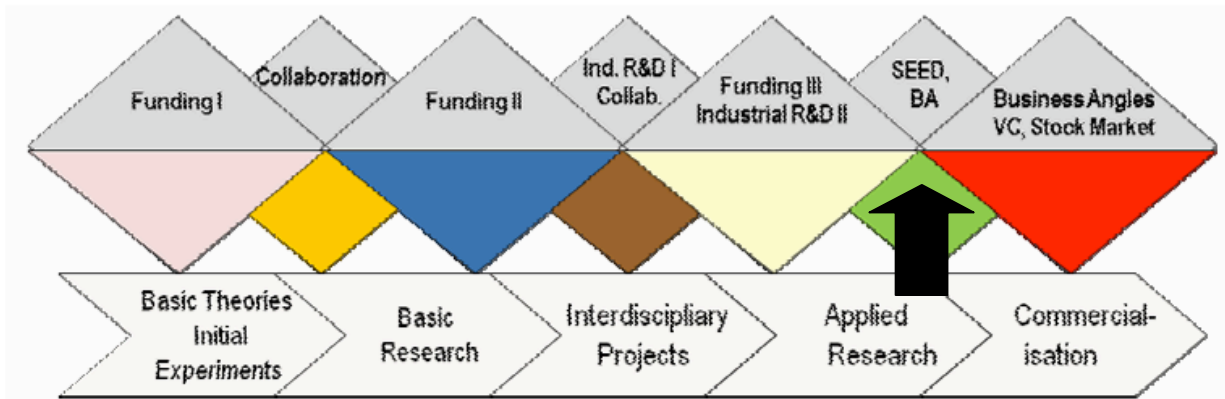 Funding I
Collaboration
Funding II
Ind. R&D I
Collab.
Funding III
Industrial R&D II
SEED,
BA
Business Angles
VC, Stock Market
Basic Theories
Initial
Experiments
Basic
Research
Interdiscipliary
Projects
Applied
Research
Commercial-
isation